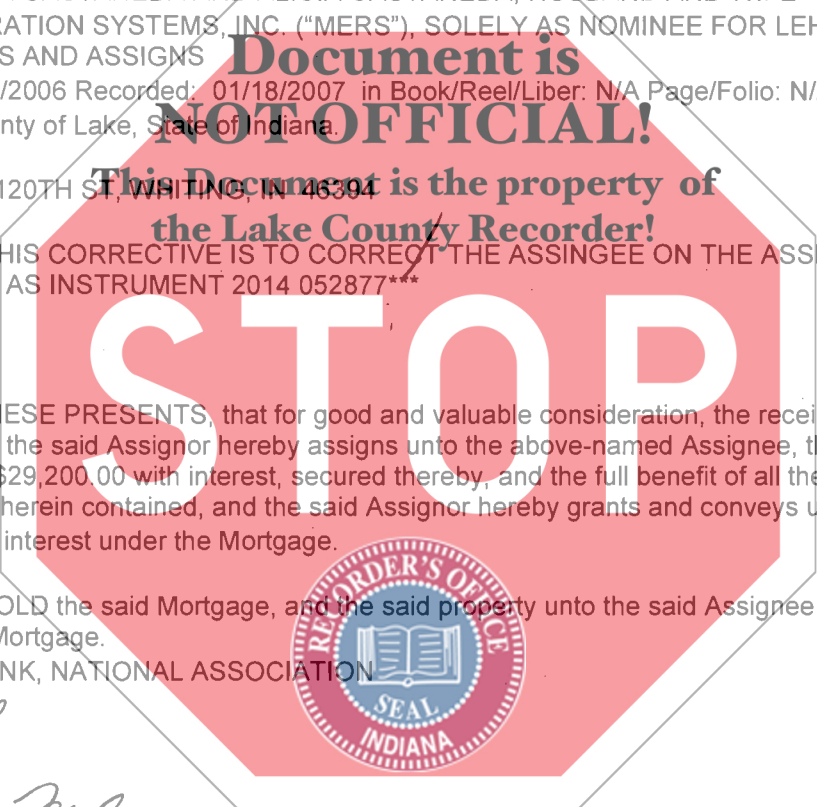 RATION SYSTEMS, INC. ("MERS"), SOLELY AS NOMINEE FOR LEH
S AND ASSIGNS
Document is
/2006 Recorded: 01/18/2007 in Book/Reel/Liber: N/A Page/Folio: N/
NOT OFFICIAL!
nty of Lake, State of Indiana.
This Document is the property of
120TH ST, WHITING, IN 46394
the Lake County Recorder!
HIS CORRECTIVE IS TO CORRECT THE ASSINGEE ON THE ASS
AS INSTRUMENT 2014 052877***
STOP
IESE PRESENTS, that for good and valuable consideration, the recei
the said Assignor hereby assigns unto the above-named Assignee, t
$29,200.00 with interest, secured thereby, and the full benefit of all the
herein contained, and the said Assignor hereby grants and conveys u
interest under the Mortgage.
OLD the said Mortgage, and the said property unto the said Assignee
Mortgage.
NK, NATIONAL ASSOCIATION
RECORDER'S OFFICE
SEAL
INDIANA